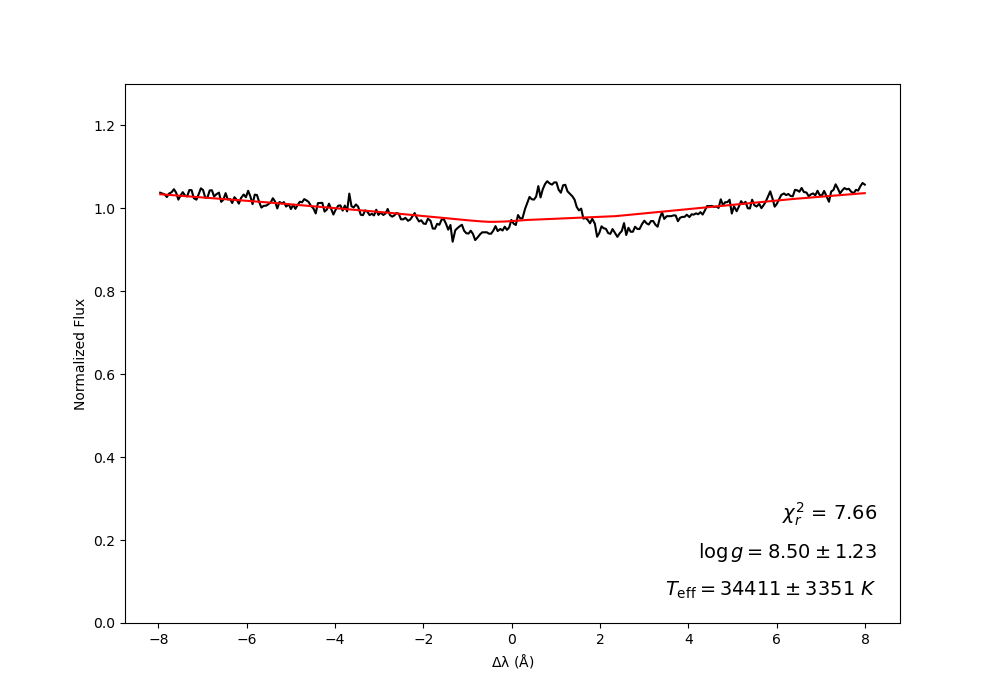 Normalized Flux
1.2
1.0
0.8
0.6
0.4
0.2
0.0
−8 −6 −4 −2 0 2 4 6 8
Δλ (Å)
χ²ᵣ = 7.66
log g = 8.50 ± 1.23
T_eff = 34411 ± 3351 K